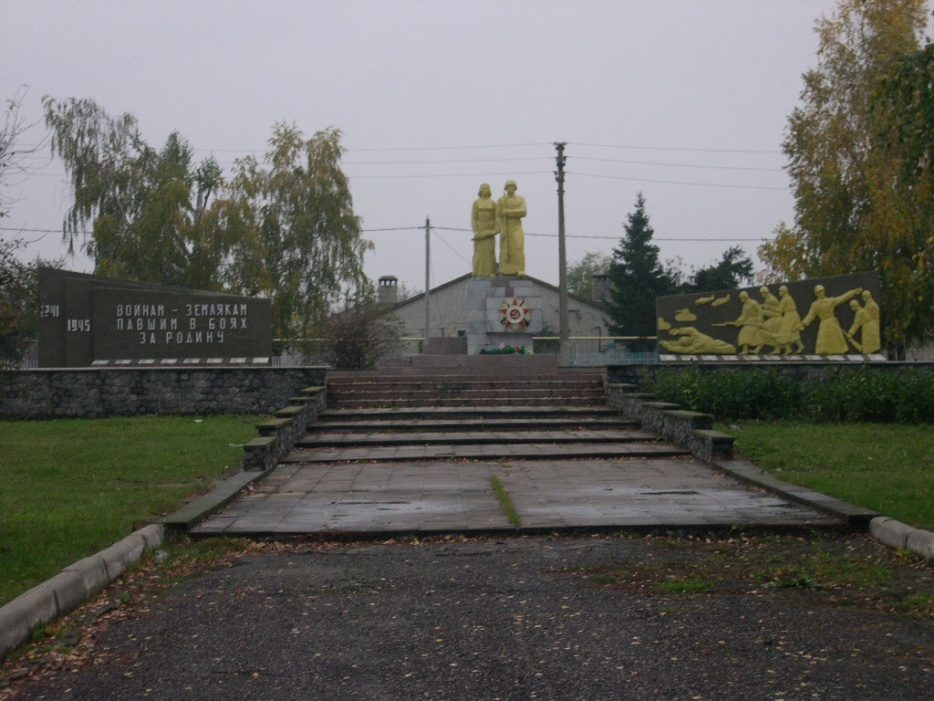 1941
1945
ВОИНАМ - ЗЕМЛЯКАМ
ПАВШИМ В БОЯХ
ЗА РОДИНУ